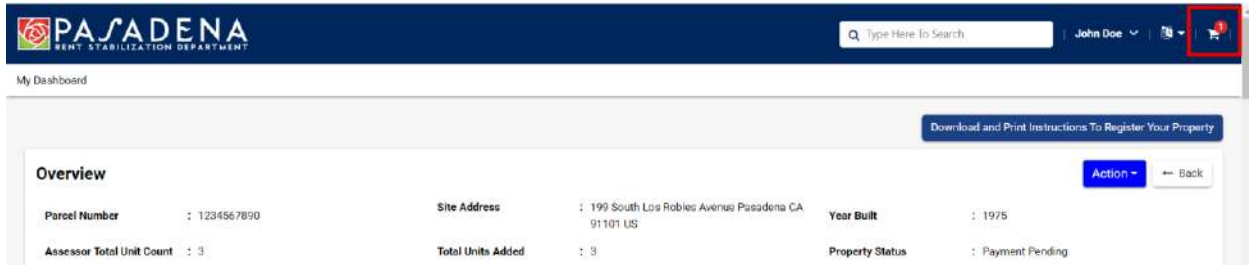 PASADENA
RENT STABILIZATION DEPARTMENT
Type Here To Search
John Doe
1
My Dashboard
Download and Print Instructions To Register Your Property
Overview
Action
← Back
Parcel Number : 1234567890
Site Address : 199 South Los Robles Avenue Pasadena CA
91101 US
Year Built : 1975
Assessor Total Unit Count : 3
Total Units Added : 3
Property Status : Payment Pending